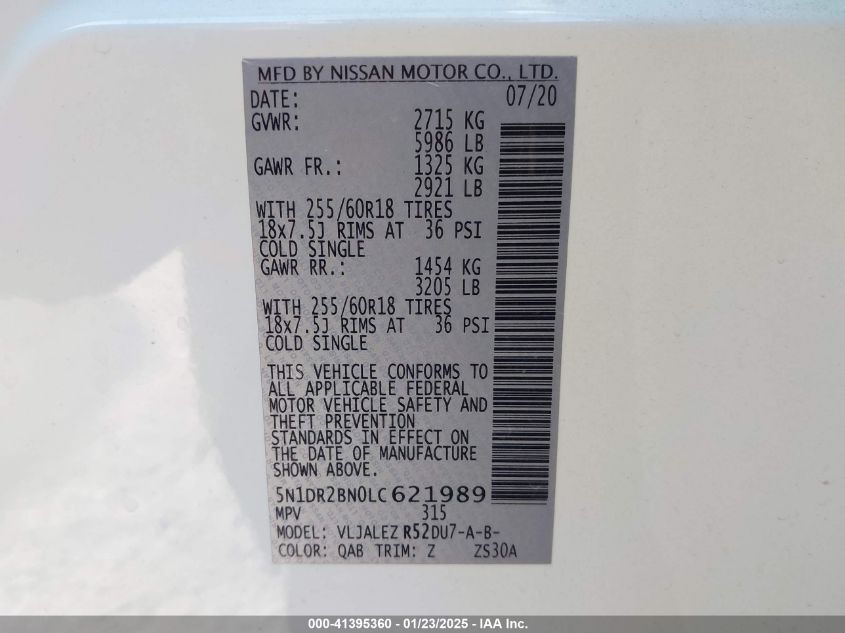 MFD BY NISSAN MOTOR CO., LTD.
DATE: 07/20
GVWR: 2715 KG
5986 LB
GAWR FR.: 1325 KG
2921 LB
WITH 255/60R18 TIRES
18x7.5J RIMS AT 36 PSI
COLD SINGLE
GAWR RR.: 1454 KG
3205 LB
WITH 255/60R18 TIRES
18x7.5J RIMS AT 36 PSI
COLD SINGLE
THIS VEHICLE CONFORMS TO
ALL APPLICABLE FEDERAL
MOTOR VEHICLE SAFETY AND
THEFT PREVENTION
STANDARDS IN EFFECT ON
THE DATE OF MANUFACTURE
SHOWN ABOVE.
5N1DR2BN0LC621989
MPV 315
MODEL: VLJALEZ R52DU7-A-B-
COLOR: QAB TRIM: Z ZS30A
000-41395360 — 01/23/2025 — IAA Inc.